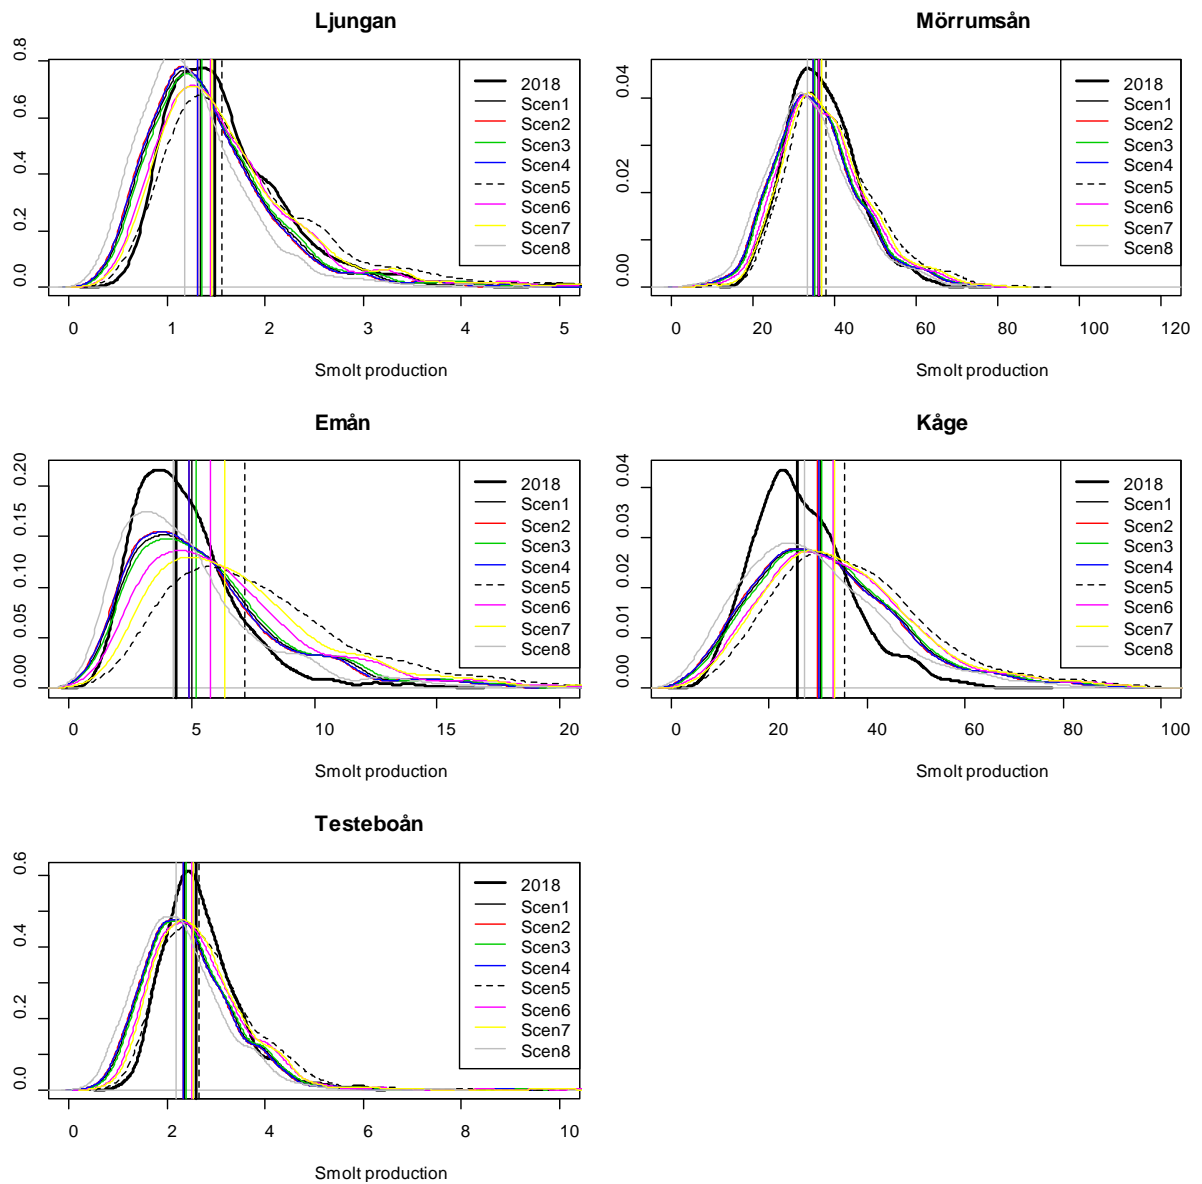 Ljungan
0.0 0.2 0.4 0.6 0.8
2018
Scen1
Scen2
Scen3
Scen4
Scen5
Scen6
Scen7
Scen8
0 1 2 3 4 5
Smolt production
Mörrumsån
0.00 0.02 0.04
2018
Scen1
Scen2
Scen3
Scen4
Scen5
Scen6
Scen7
Scen8
0 20 40 60 80 100 120
Smolt production
Emån
0.00 0.05 0.10 0.15 0.20
2018
Scen1
Scen2
Scen3
Scen4
Scen5
Scen6
Scen7
Scen8
0 5 10 15 20
Smolt production
Kåge
0.00 0.01 0.02 0.03 0.04
2018
Scen1
Scen2
Scen3
Scen4
Scen5
Scen6
Scen7
Scen8
0 20 40 60 80 100
Smolt production
Testeboån
0.0 0.2 0.4 0.6
2018
Scen1
Scen2
Scen3
Scen4
Scen5
Scen6
Scen7
Scen8
0 2 4 6 8 10
Smolt production